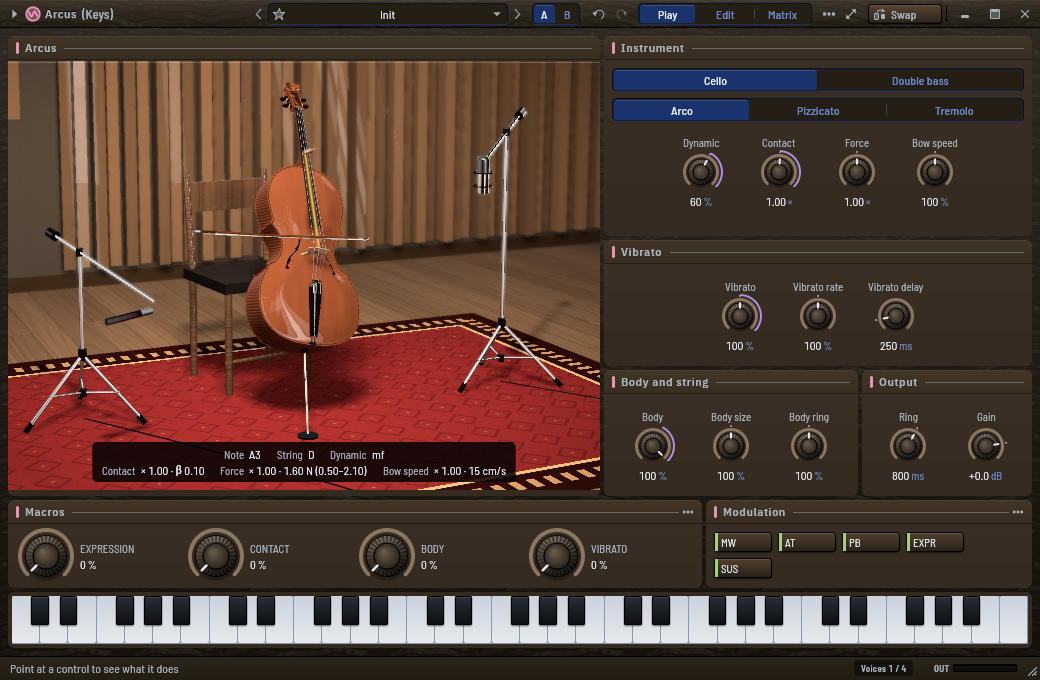 Arcus (Keys)
Init
A B
Play Edit Matrix
Swap
Arcus
Note A3 String D Dynamic mf
Contact × 1.00 · β 0.10 Force × 1.00 · 1.60 N (0.50–2.10) Bow speed × 1.00 · 15 cm/s
Instrument
Cello Double bass
Arco Pizzicato Tremolo
Dynamic Contact Force Bow speed
60 % 1.00 × 1.00 × 100 %
Vibrato
Vibrato Vibrato rate Vibrato delay
100 % 100 % 250 ms
Body and string
Body Body size Body ring
100 % 100 % 100 %
Output
Ring Gain
800 ms +0.0 dB
Macros
EXPRESSION
0 %
CONTACT
0 %
BODY
0 %
VIBRATO
0 %
Modulation
MW AT PB EXPR
SUS
Point at a control to see what it does
Voices 1 / 4 OUT